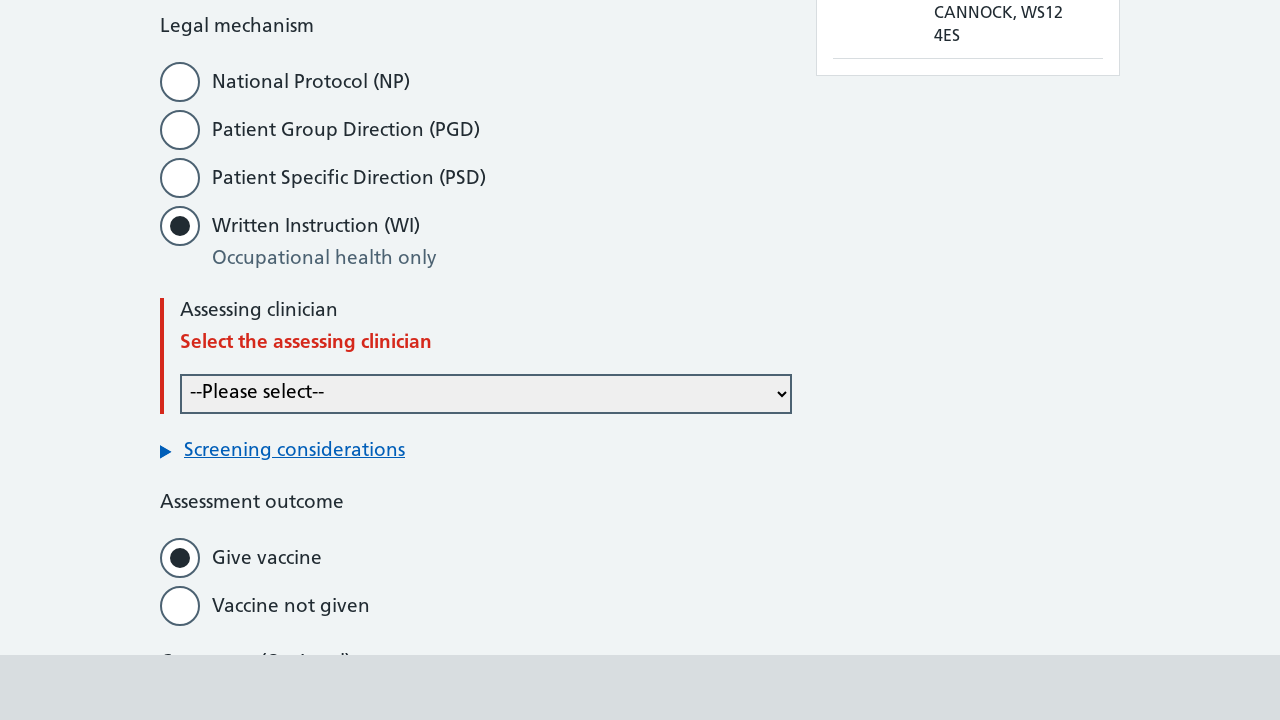 CANNOCK, WS12
4ES
Legal mechanism
National Protocol (NP)
Patient Group Direction (PGD)
Patient Specific Direction (PSD)
Written Instruction (WI)
Occupational health only
Assessing clinician
Select the assessing clinician
--Please select--
Screening considerations
Assessment outcome
Give vaccine
Vaccine not given